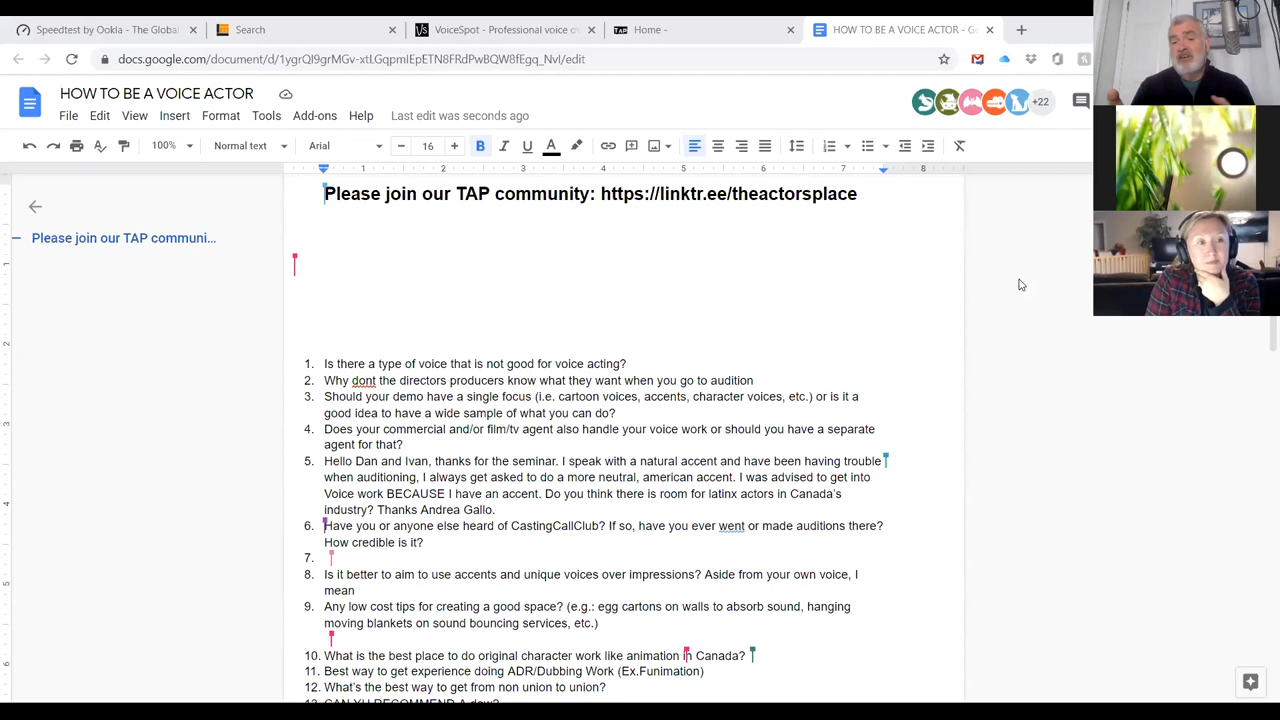 Speedtest by Ookla - The Global
Search
VoiceSpot - Professional voice ov
TAP Home -
HOW TO BE A VOICE ACTOR - G
HOW TO BE A VOICE ACTOR
File Edit View Insert Format Tools Add-ons Help Last edit was seconds ago
+22
100% Normal text Arial 16 B I U A
1 2 3 4 5 6 7 8
Please join our TAP communi...
Please join our TAP community: https://linktr.ee/theactorsplace
1. Is there a type of voice that is not good for voice acting?
2. Why dont the directors producers know what they want when you go to audition
3. Should your demo have a single focus (i.e. cartoon voices, accents, character voices, etc.) or is it a
good idea to have a wide sample of what you can do?
4. Does your commercial and/or film/tv agent also handle your voice work or should you have a separate
agent for that?
5. Hello Dan and Ivan, thanks for the seminar. I speak with a natural accent and have been having trouble
when auditioning, I always get asked to do a more neutral, american accent. I was advised to get into
Voice work BECAUSE I have an accent. Do you think there is room for latinx actors in Canada's
industry? Thanks Andrea Gallo.
6. Have you or anyone else heard of CastingCallClub? If so, have you ever went or made auditions there?
How credible is it?
7.
8. Is it better to aim to use accents and unique voices over impressions? Aside from your own voice, I
mean
9. Any low cost tips for creating a good space? (e.g.: egg cartons on walls to absorb sound, hanging
moving blankets on sound bouncing services, etc.)
10. What is the best place to do original character work like animation in Canada?
11. Best way to get experience doing ADR/Dubbing Work (Ex.Funimation)
12. What's the best way to get from non union to union?